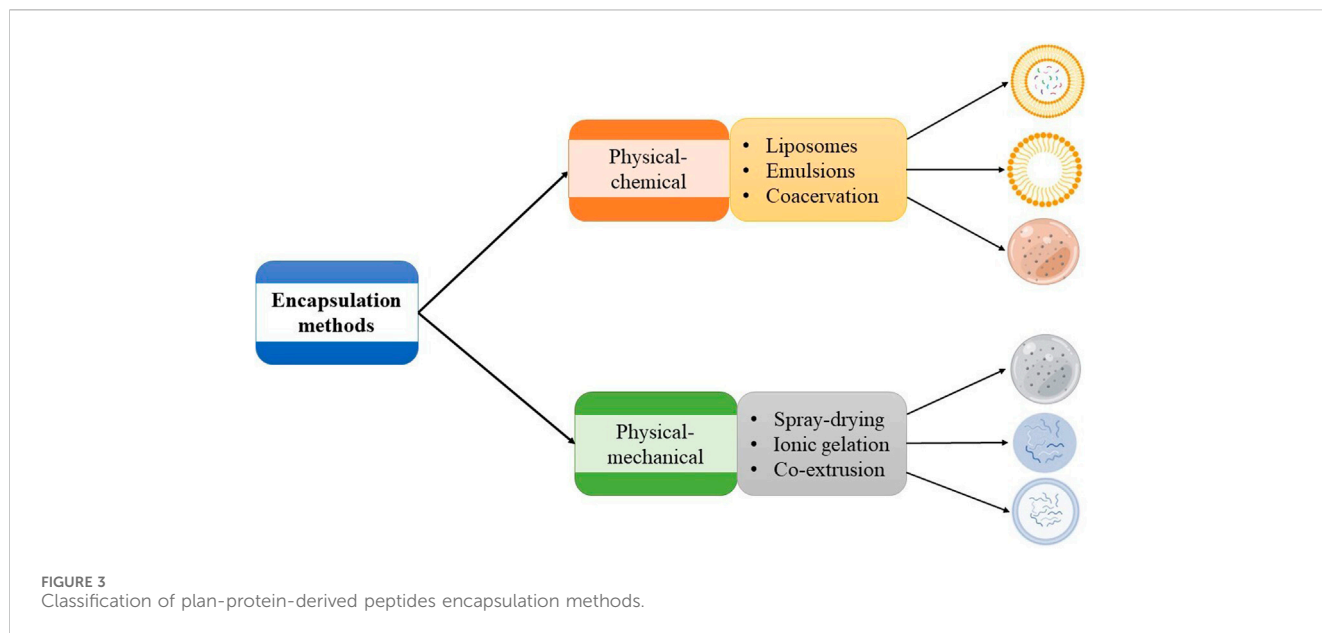 Physical-
chemical
• Liposomes
• Emulsions
• Coacervation
Encapsulation
methods
Physical-
mechanical
• Spray-drying
• Ionic gelation
• Co-extrusion
FIGURE 3
Classification of plan-protein-derived peptides encapsulation methods.